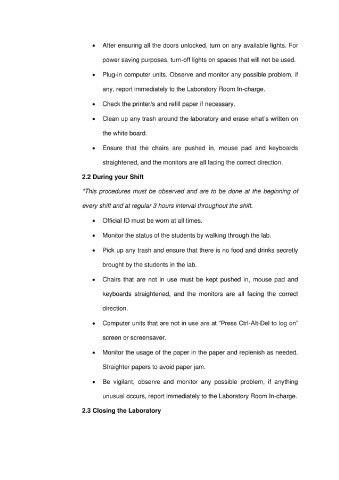 • After ensuring all the doors unlocked, turn on any available lights. For
power saving purposes, turn-off lights on spaces that will not be used.
• Plug-in computer units. Observe and monitor any possible problem, if
any, report immediately to the Laboratory Room In-charge.
• Check the printer/s and refill paper if necessary.
• Clean up any trash around the laboratory and erase what's written on
the white board.
• Ensure that the chairs are pushed in, mouse pad and keyboards
straightened, and the monitors are all facing the correct direction.
2.2 During your Shift
*This procedures must be observed and are to be done at the beginning of
every shift and at regular 3 hours interval throughout the shift.
• Official ID must be worn at all times.
• Monitor the status of the students by walking through the lab.
• Pick up any trash and ensure that there is no food and drinks secretly
brought by the students in the lab.
• Chairs that are not in use must be kept pushed in, mouse pad and
keyboards straightened, and the monitors are all facing the correct
direction.
• Computer units that are not in use are at "Press Ctrl-Alt-Del to log on"
screen or screensaver.
• Monitor the usage of the paper in the paper and replenish as needed.
Straighter papers to avoid paper jam.
• Be vigilant, observe and monitor any possible problem, if anything
unusual occurs, report immediately to the Laboratory Room In-charge.
2.3 Closing the Laboratory